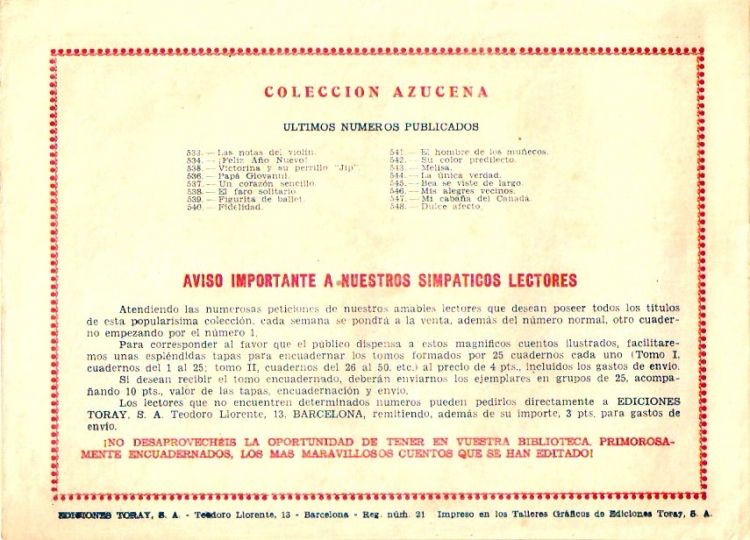 COLECCION AZUCENA
ULTIMOS NUMEROS PUBLICADOS
533.—Las notas del violín.
534.—¡Feliz Año Nuevo!
535.—Victorina y su perrillo "Jip".
536.—Papá Giovanni.
537.—Un corazón sencillo.
538.—El faro solitario.
539.—Figurita de ballet.
540.—Fidelidad.
541.—El hombre de los muñecos.
542.—Su color predilecto.
543.—Melisa.
544.—La única verdad.
545.—Bea se viste de largo.
546.—Mis alegres vecinos.
547.—Mi cabaña del Canadá.
548.—Dulce afecto.
AVISO IMPORTANTE A NUESTROS SIMPATICOS LECTORES
Atendiendo las numerosas peticiones de nuestros amables lectores que desean poseer todos los títulos
de esta popularísima colección, cada semana se pondrá a la venta, además del número normal, otro cuader-
no empezando por el número 1.
Para corresponder al favor que el público dispensa a estos magníficos cuentos ilustrados, facilitare-
mos unas espléndidas tapas para encuadernar los tomos formados por 25 cuadernos cada uno (Tomo I,
cuadernos del 1 al 25; tomo II, cuadernos del 26 al 50, etc.) al precio de 4 pts., incluídos los gastos de envío.
Si desean recibir el tomo encuadernado, deberán enviarnos los ejemplares en grupos de 25, acompa-
ñando 10 pts., valor de las tapas, encuadernación y envío.
Los lectores que no encuentren determinados números pueden pedirlos directamente a EDICIONES
TORAY, S. A. Teodoro Llorente, 13, BARCELONA, remitiendo, además de su importe, 3 pts. para gastos de
envío.
¡NO DESAPROVECHEIS LA OPORTUNIDAD DE TENER EN VUESTRA BIBLIOTECA, PRIMOROSA-
MENTE ENCUADERNADOS, LOS MAS MARAVILLOSOS CUENTOS QUE SE HAN EDITADO!
EDICIONES TORAY, S. A. - Teodoro Llorente, 13 - Barcelona - Reg. núm. 21 Impreso en los Talleres Gráficos de Ediciones Toray, S. A.